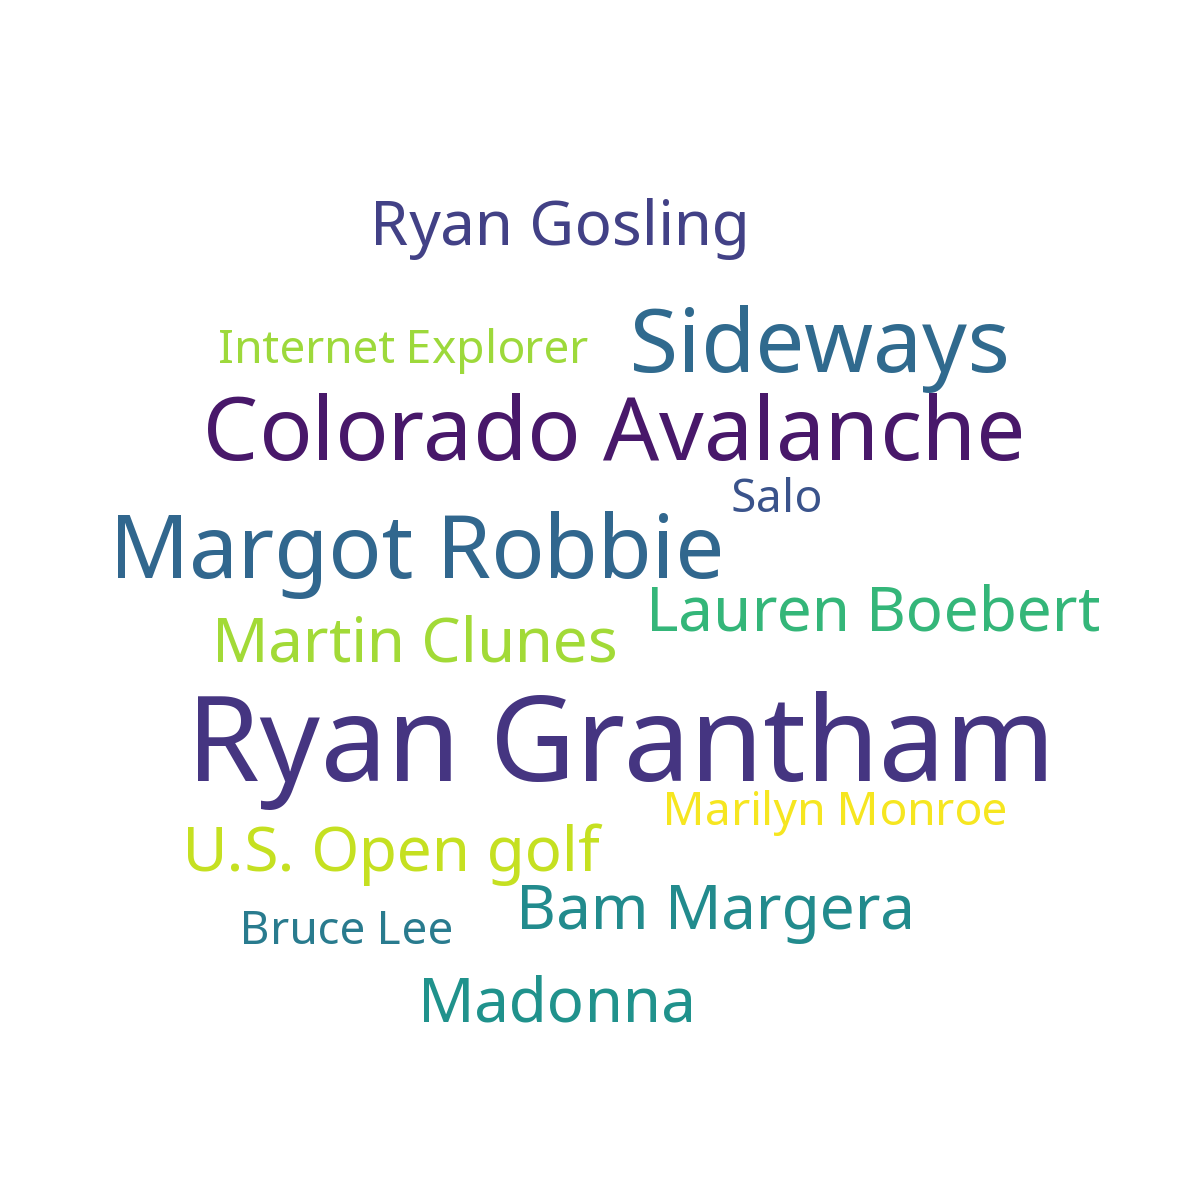 Ryan Gosling
Sideways
Internet Explorer
Colorado Avalanche
Salo
Margot Robbie
Lauren Boebert
Martin Clunes
Ryan Grantham
Marilyn Monroe
U.S. Open golf
Bam Margera
Bruce Lee
Madonna